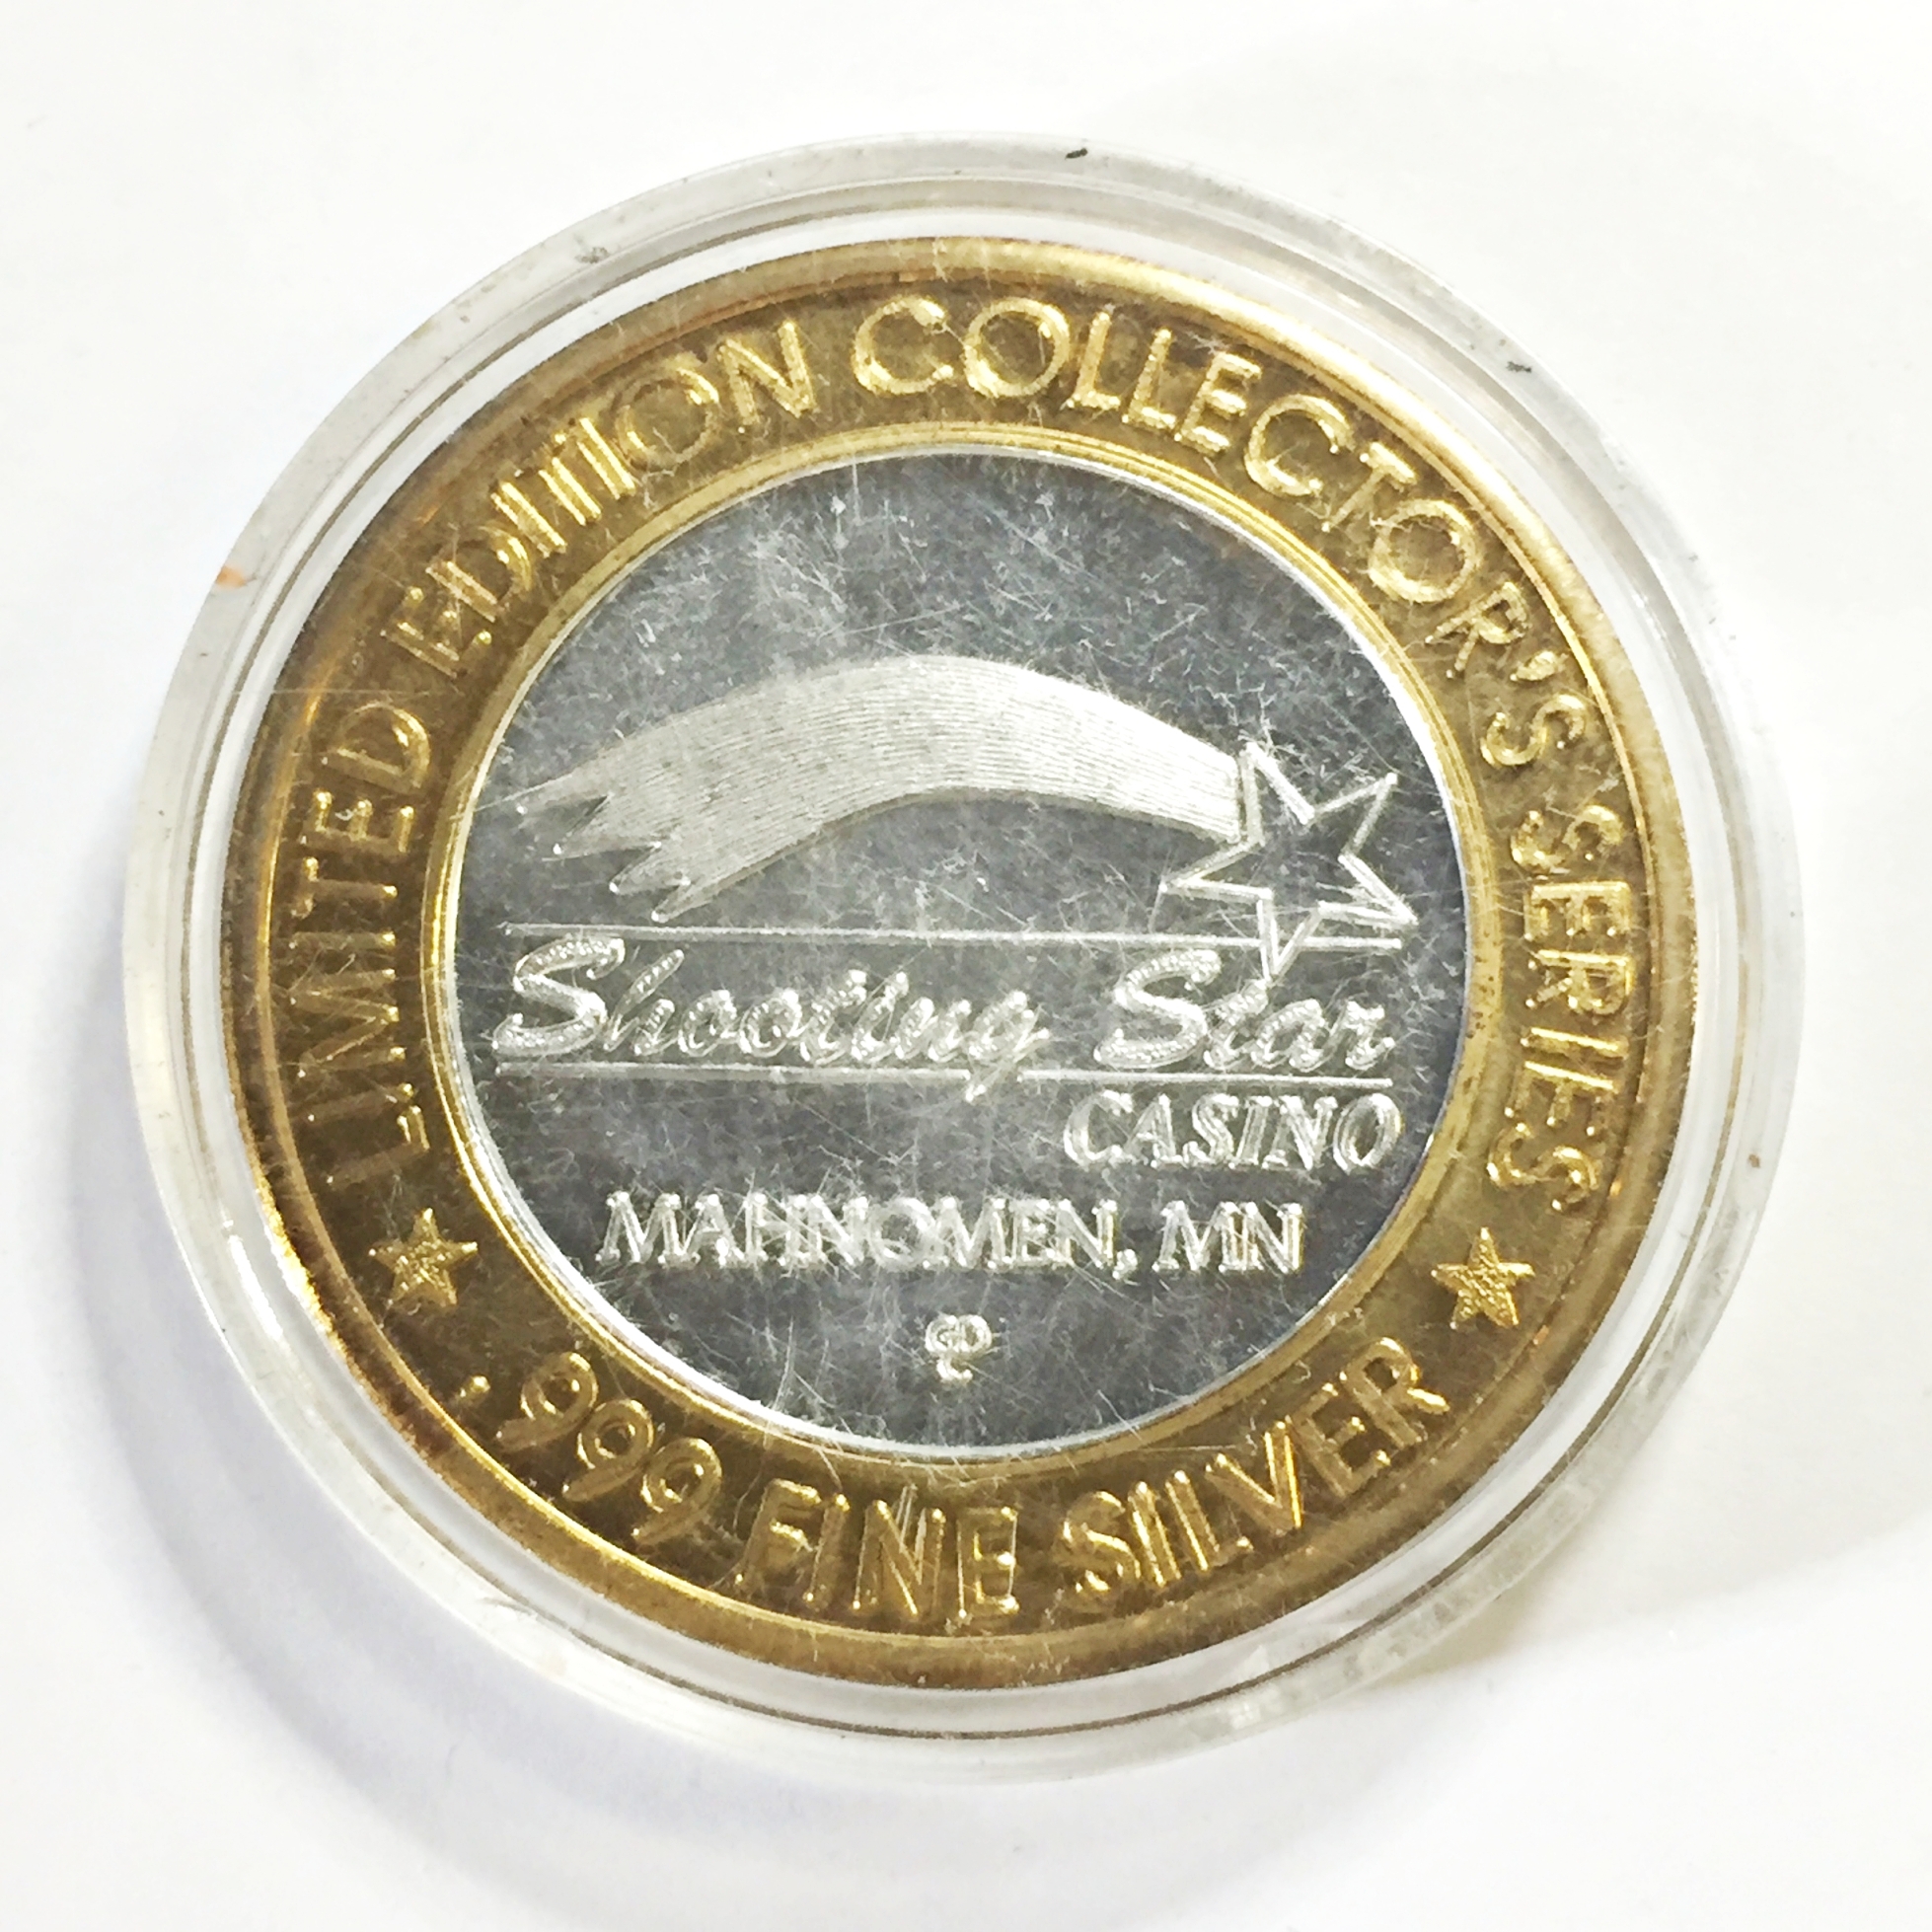 LIMITED EDITION COLLECTOR'S SERIES
Shooting Star
CASINO
MAHNOMEN, MN
.999 FINE SILVER